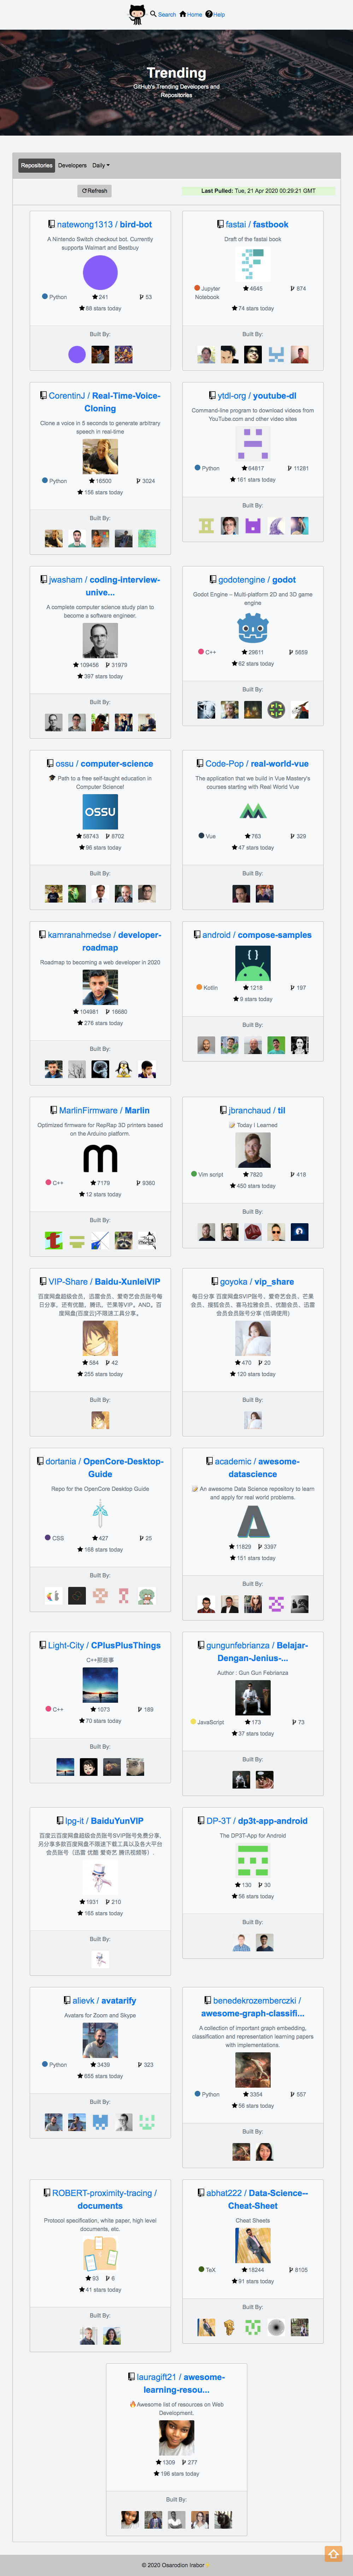 Search Home Help
Trending
GitHub's Trending Developers and
Repositories
Repositories Developers Daily
Refresh
Last Pulled: Tue, 21 Apr 2020 00:29:21 GMT
natewong1313 / bird-bot
A Nintendo Switch checkout bot. Currently
supports Walmart and Bestbuy
Python 241 53
88 stars today
Built By:
fastai / fastbook
Draft of the fastai book
Jupyter
Notebook
4645 874
74 stars today
Built By:
CorentinJ / Real-Time-Voice-
Cloning
Clone a voice in 5 seconds to generate arbitrary
speech in real-time
Python 16500 3024
156 stars today
Built By:
ytdl-org / youtube-dl
Command-line program to download videos from
YouTube.com and other video sites
Python 64817 11281
161 stars today
Built By:
jwasham / coding-interview-
unive...
A complete computer science study plan to
become a software engineer.
109456 31979
397 stars today
Built By:
godotengine / godot
Godot Engine – Multi-platform 2D and 3D game
engine
C++ 29611 5659
62 stars today
Built By:
ossu / computer-science
🎓 Path to a free self-taught education in
Computer Science!
OSSU
58743 8702
96 stars today
Built By:
Code-Pop / real-world-vue
The application that we build in Vue Mastery's
courses starting with Real World Vue
Vue 763 329
47 stars today
Built By:
kamranahmedse / developer-
roadmap
Roadmap to becoming a web developer in 2020
104981 16680
276 stars today
Built By:
android / compose-samples
Kotlin 1218 197
9 stars today
Built By:
MarlinFirmware / Marlin
Optimized firmware for RepRap 3D printers based
on the Arduino platform.
C++ 7179 9360
12 stars today
Built By:
jbranchaud / til
📝 Today I Learned
Vim script 7820 418
450 stars today
Built By:
VIP-Share / Baidu-XunleiVIP
百度网盘超级会员、迅雷会员、爱奇艺会员账号每
日分享。还有优酷、腾讯、芒果等VIP。AND。百
度网盘(百度云)不限速工具分享。
584 42
255 stars today
Built By:
goyoka / vip_share
每日分享 百度网盘SVIP账号、爱奇艺会员、芒果
会员、搜狐会员、喜马拉雅会员、优酷会员、迅雷
会员会员账号分享 (低调使用)
470 20
120 stars today
Built By:
dortania / OpenCore-Desktop-
Guide
Repo for the OpenCore Desktop Guide
CSS 427 25
166 stars today
Built By:
academic / awesome-
datascience
📝 An awesome Data Science repository to learn
and apply for real world problems.
11829 3397
151 stars today
Built By:
Light-City / CPlusPlusThings
C++那些事
C++ 1073 189
70 stars today
Built By:
gungunfebrianza / Belajar-
Dengan-Jenius-...
Author : Gun Gun Febrianza
JavaScript 173 73
37 stars today
Built By:
lpg-it / BaiduYunVIP
百度云百度网盘超级会员账号SVIP账号免费分享,
另分享多款百度网盘不限速下载工具以及各大平台
会员账号（迅雷 优酷 爱奇艺 腾讯视频等）.
1931 210
165 stars today
Built By:
DP-3T / dp3t-app-android
The DP3T-App for Android
130 30
56 stars today
Built By:
alievk / avatarify
Avatars for Zoom and Skype
Python 3439 323
655 stars today
Built By:
benedekrozemberczki /
awesome-graph-classifi...
A collection of important graph embedding,
classification and representation learning papers
with implementations.
Python 3354 557
56 stars today
Built By:
ROBERT-proximity-tracing /
documents
Protocol specification, white paper, high level
documents, etc.
93 6
41 stars today
Built By:
abhat222 / Data-Science--
Cheat-Sheet
Cheat Sheets
TeX 18244 8105
91 stars today
Built By:
lauragift21 / awesome-
learning-resou...
🔥Awesome list of resources on Web
Development.
1309 277
196 stars today
Built By:
© 2020 Osarodion Irabor